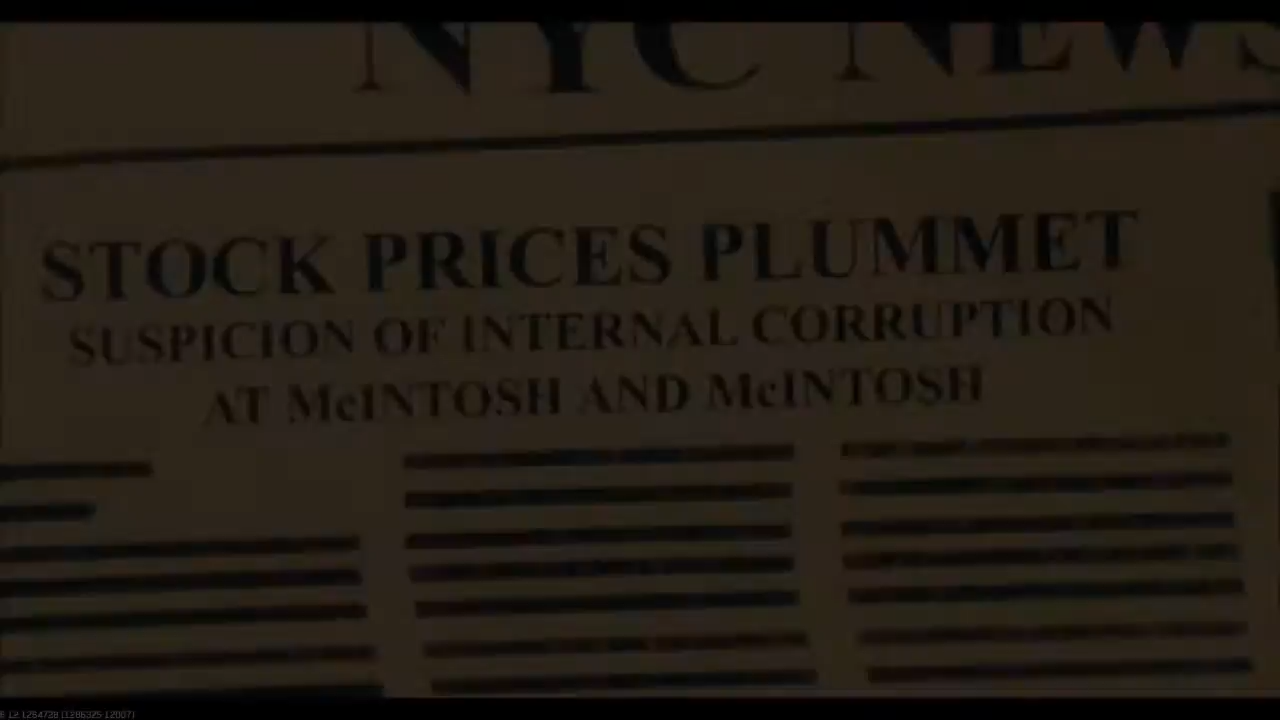 NYC NEWS
STOCK PRICES PLUMMET
SUSPICION OF INTERNAL CORRUPTION
AT McINTOSH AND McINTOSH